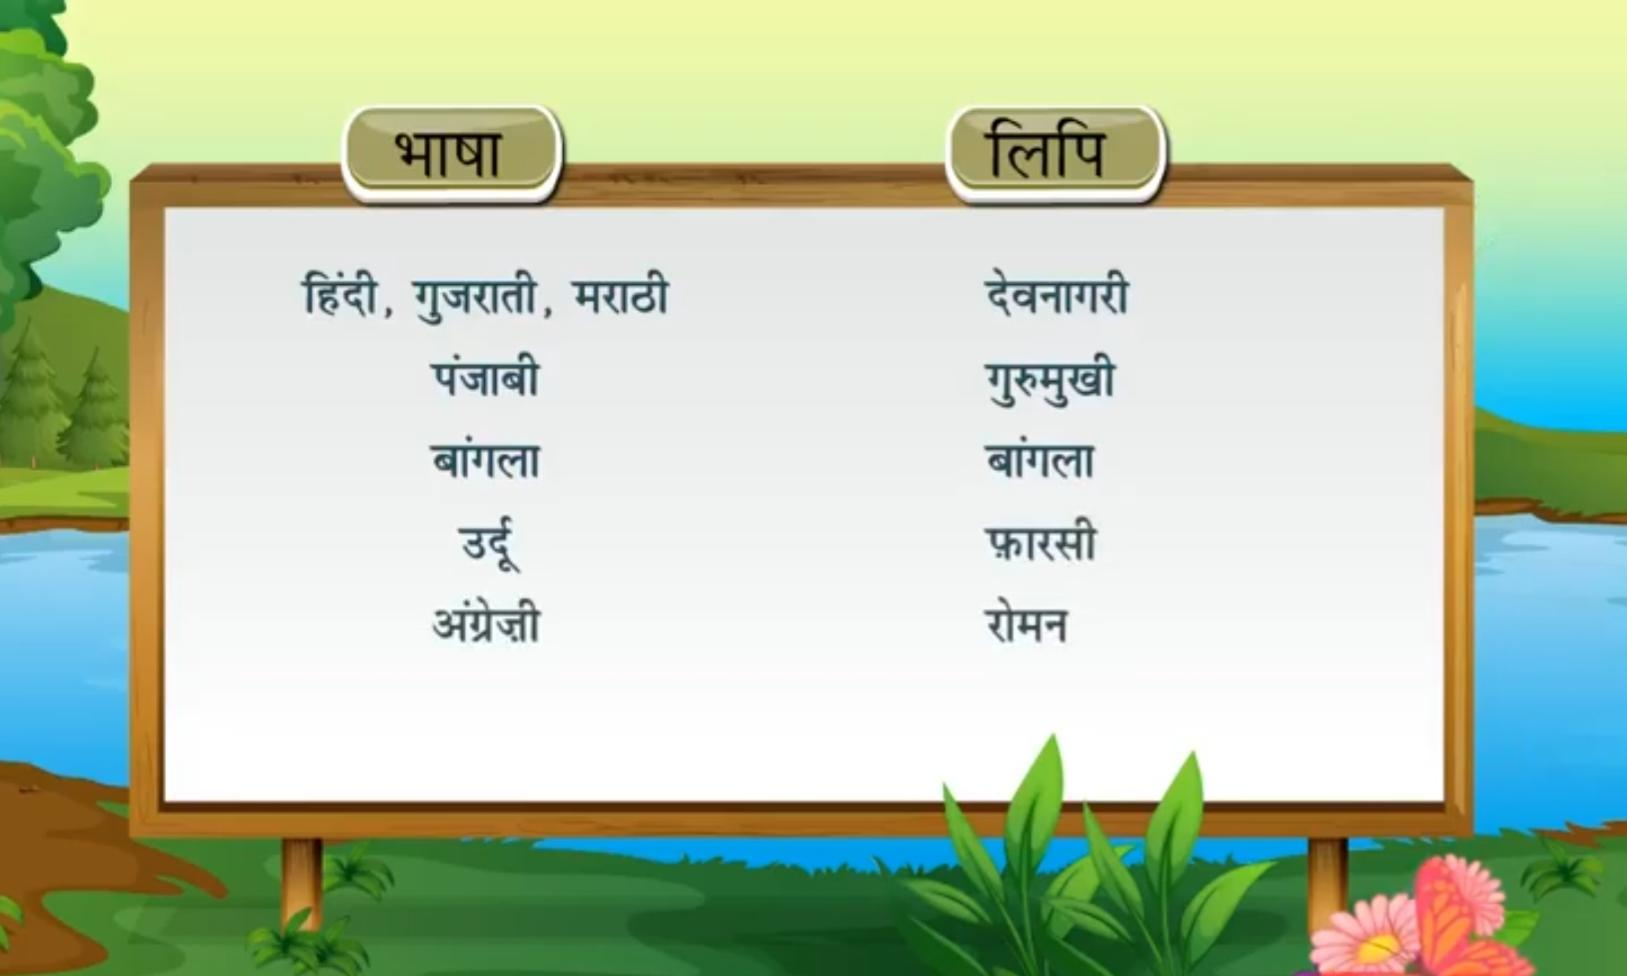 भाषा लिपि
हिंदी, गुजराती, मराठी देवनागरी
पंजाबी गुरुमुखी
बांगला बांगला
उर्दू फ़ारसी
अंग्रेज़ी रोमन